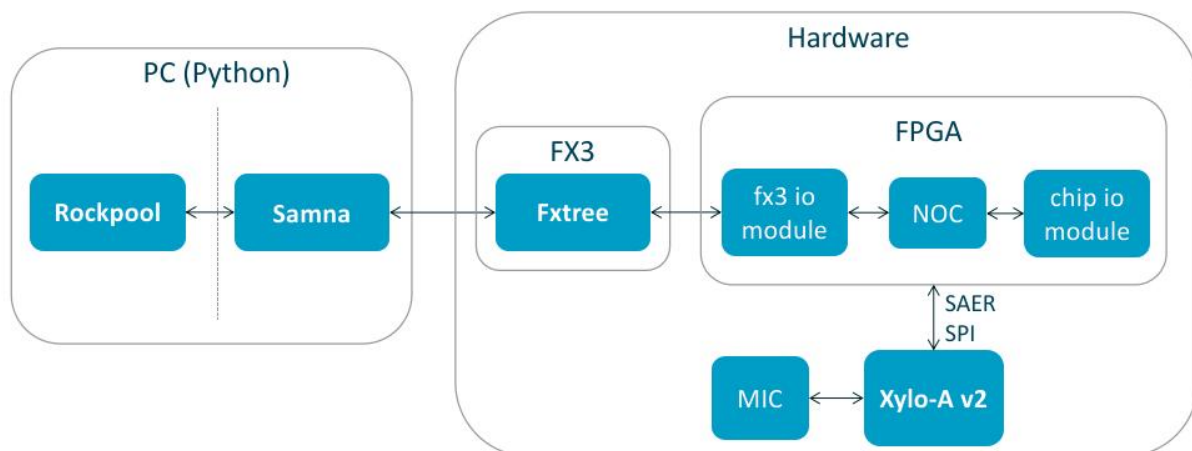 Hardware
PC (Python)
FPGA
FX3
Rockpool
Samna
Fxtree
fx3 io
module
NOC
chip io
module
SAER
SPI
MIC
Xylo-A v2